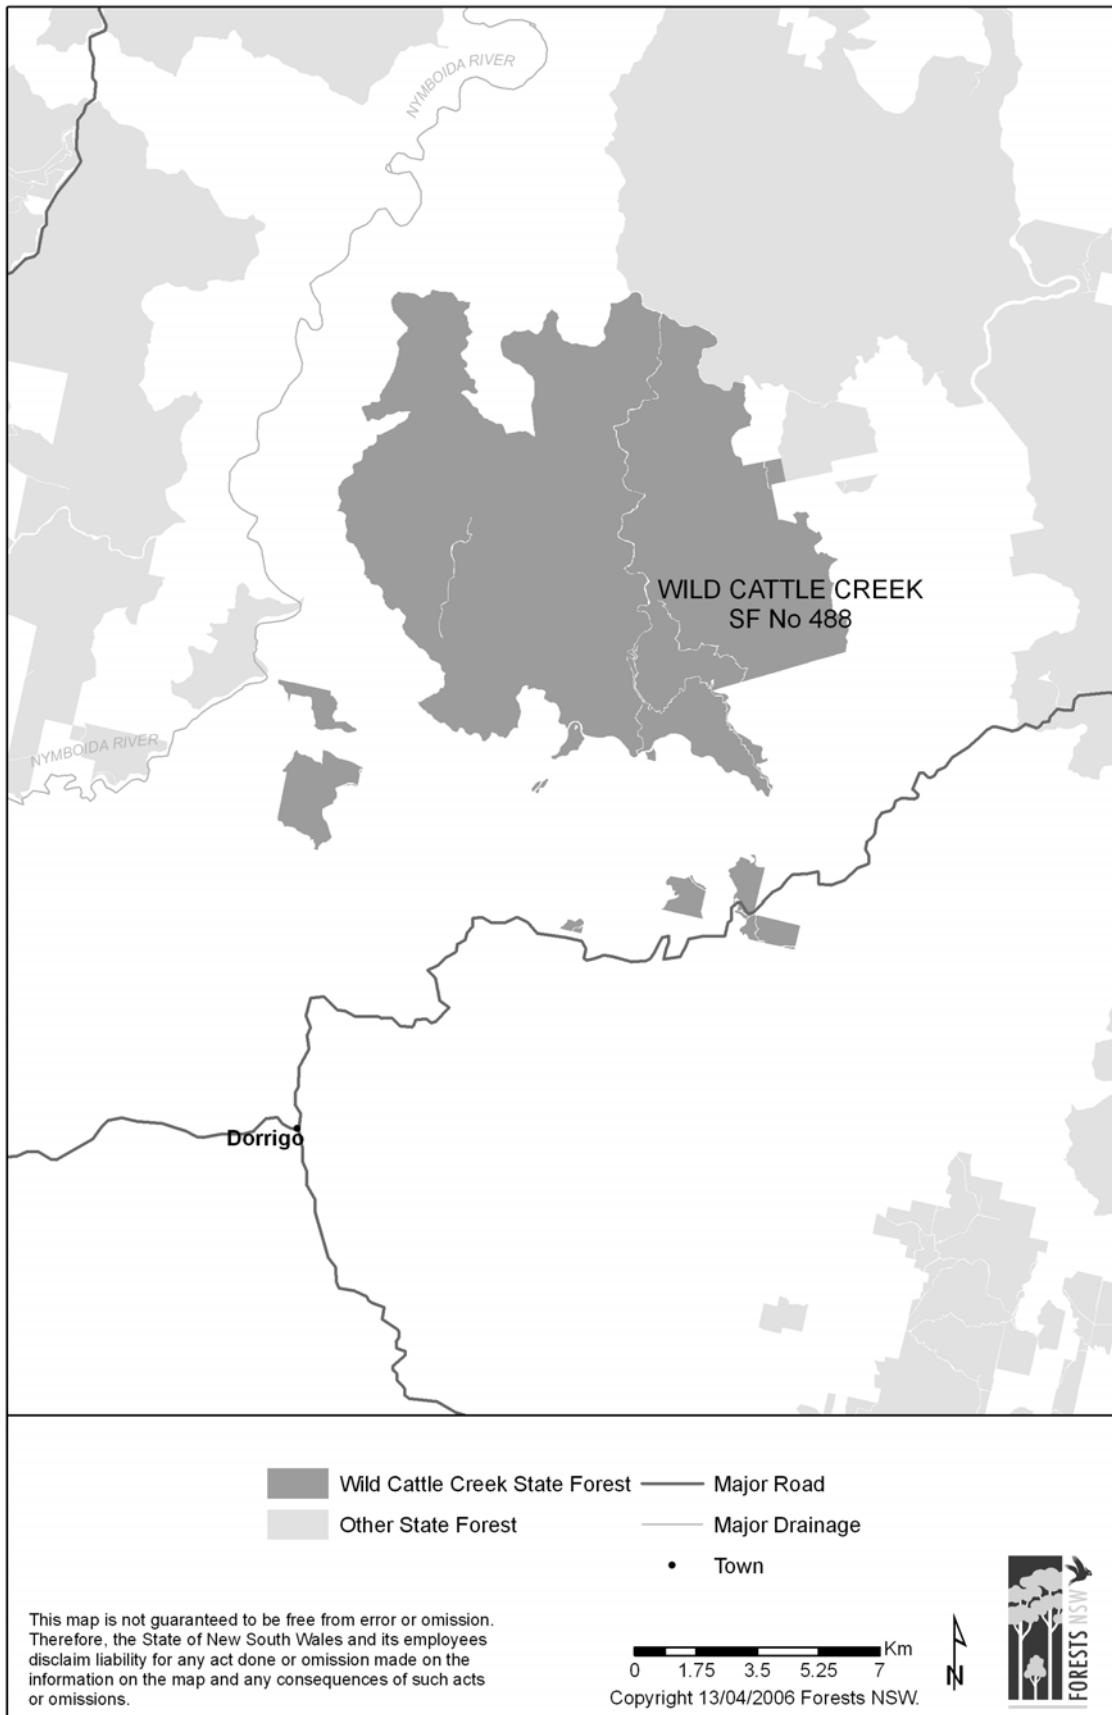 NYMBOIDA RIVER
WILD CATTLE CREEK
SF No 488
NYMBOIDA RIVER
Dorrigo
Wild Cattle Creek State Forest
Major Road
Other State Forest
Major Drainage
Town
This map is not guaranteed to be free from error or omission.
Therefore, the State of New South Wales and its employees
disclaim liability for any act done or omission made on the
information on the map and any consequences of such acts
or omissions.
Km
0 1.75 3.5 5.25 7
Copyright 13/04/2006 Forests NSW.
N
FORESTS NSW